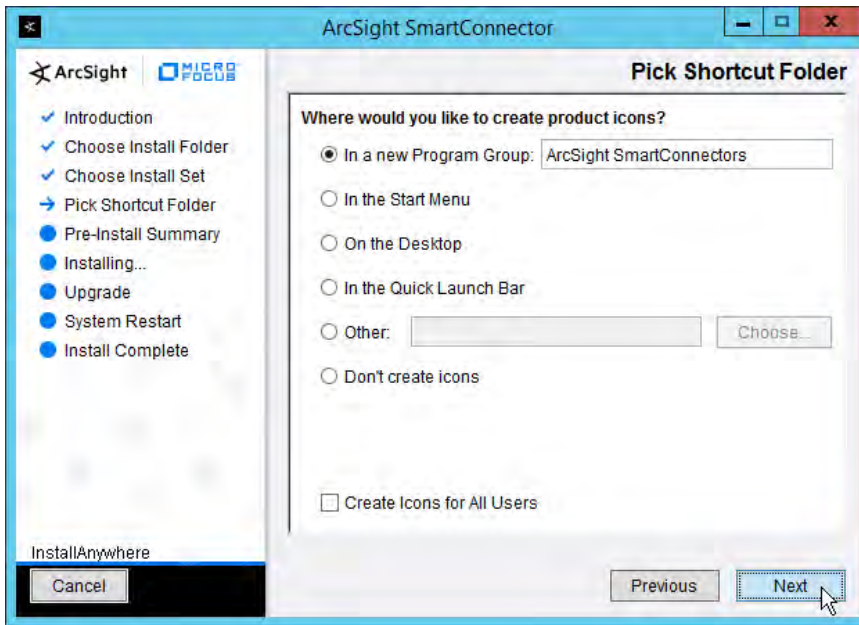 ArcSight SmartConnector
ArcSight MICRO FOCUS
Pick Shortcut Folder
Introduction
Choose Install Folder
Choose Install Set
Pick Shortcut Folder
Pre-Install Summary
Installing...
Upgrade
System Restart
Install Complete
Where would you like to create product icons?
In a new Program Group: ArcSight SmartConnectors
In the Start Menu
On the Desktop
In the Quick Launch Bar
Other: Choose...
Don't create icons
Create Icons for All Users
InstallAnywhere
Cancel Previous Next